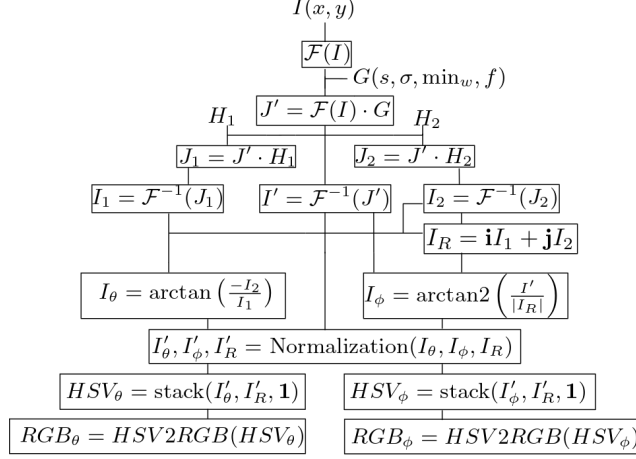 I(x, y)
F(I)
G(s, σ, min_w, f)
J′ = F(I) · G
H_1 H_2
J_1 = J′ · H_1 J_2 = J′ · H_2
I_1 = F^{-1}(J_1) I′ = F^{-1}(J′) I_2 = F^{-1}(J_2)
I_R = iI_1 + jI_2
I_θ = arctan(\frac{-I_2}{I_1}) I_ϕ = arctan2(\frac{I′}{|I_R|})
I′_θ, I′_ϕ, I′_R = Normalization(I_θ, I_ϕ, I_R)
HSV_θ = stack(I′_θ, I′_R, 1) HSV_ϕ = stack(I′_ϕ, I′_R, 1)
RGB_θ = HSV2RGB(HSV_θ) RGB_ϕ = HSV2RGB(HSV_ϕ)